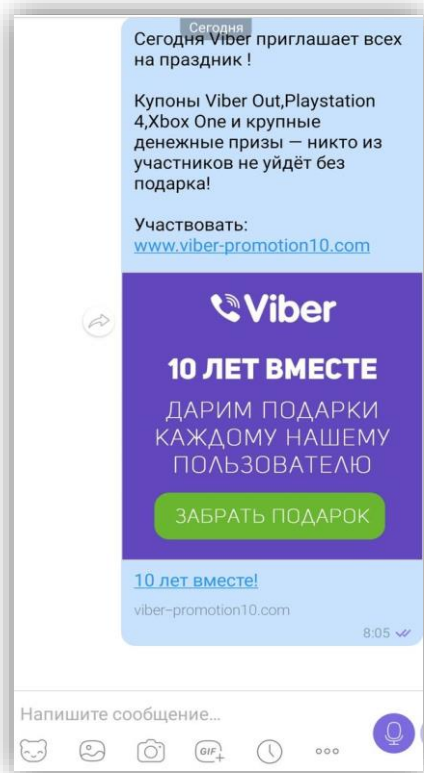 Сегодня
Сегодня Viber приглашает всех
на праздник !
Купоны Viber Out,Playstation
4,Xbox One и крупные
денежные призы — никто из
участников не уйдёт без
подарка!
Участвовать:
www.viber-promotion10.com
Viber
10 ЛЕТ ВМЕСТЕ
ДАРИМ ПОДАРКИ
КАЖДОМУ НАШЕМУ
ПОЛЬЗОВАТЕЛЮ
ЗАБРАТЬ ПОДАРОК
10 лет вместе!
viber-promotion10.com
8:05
Напишите сообщение...
GIF